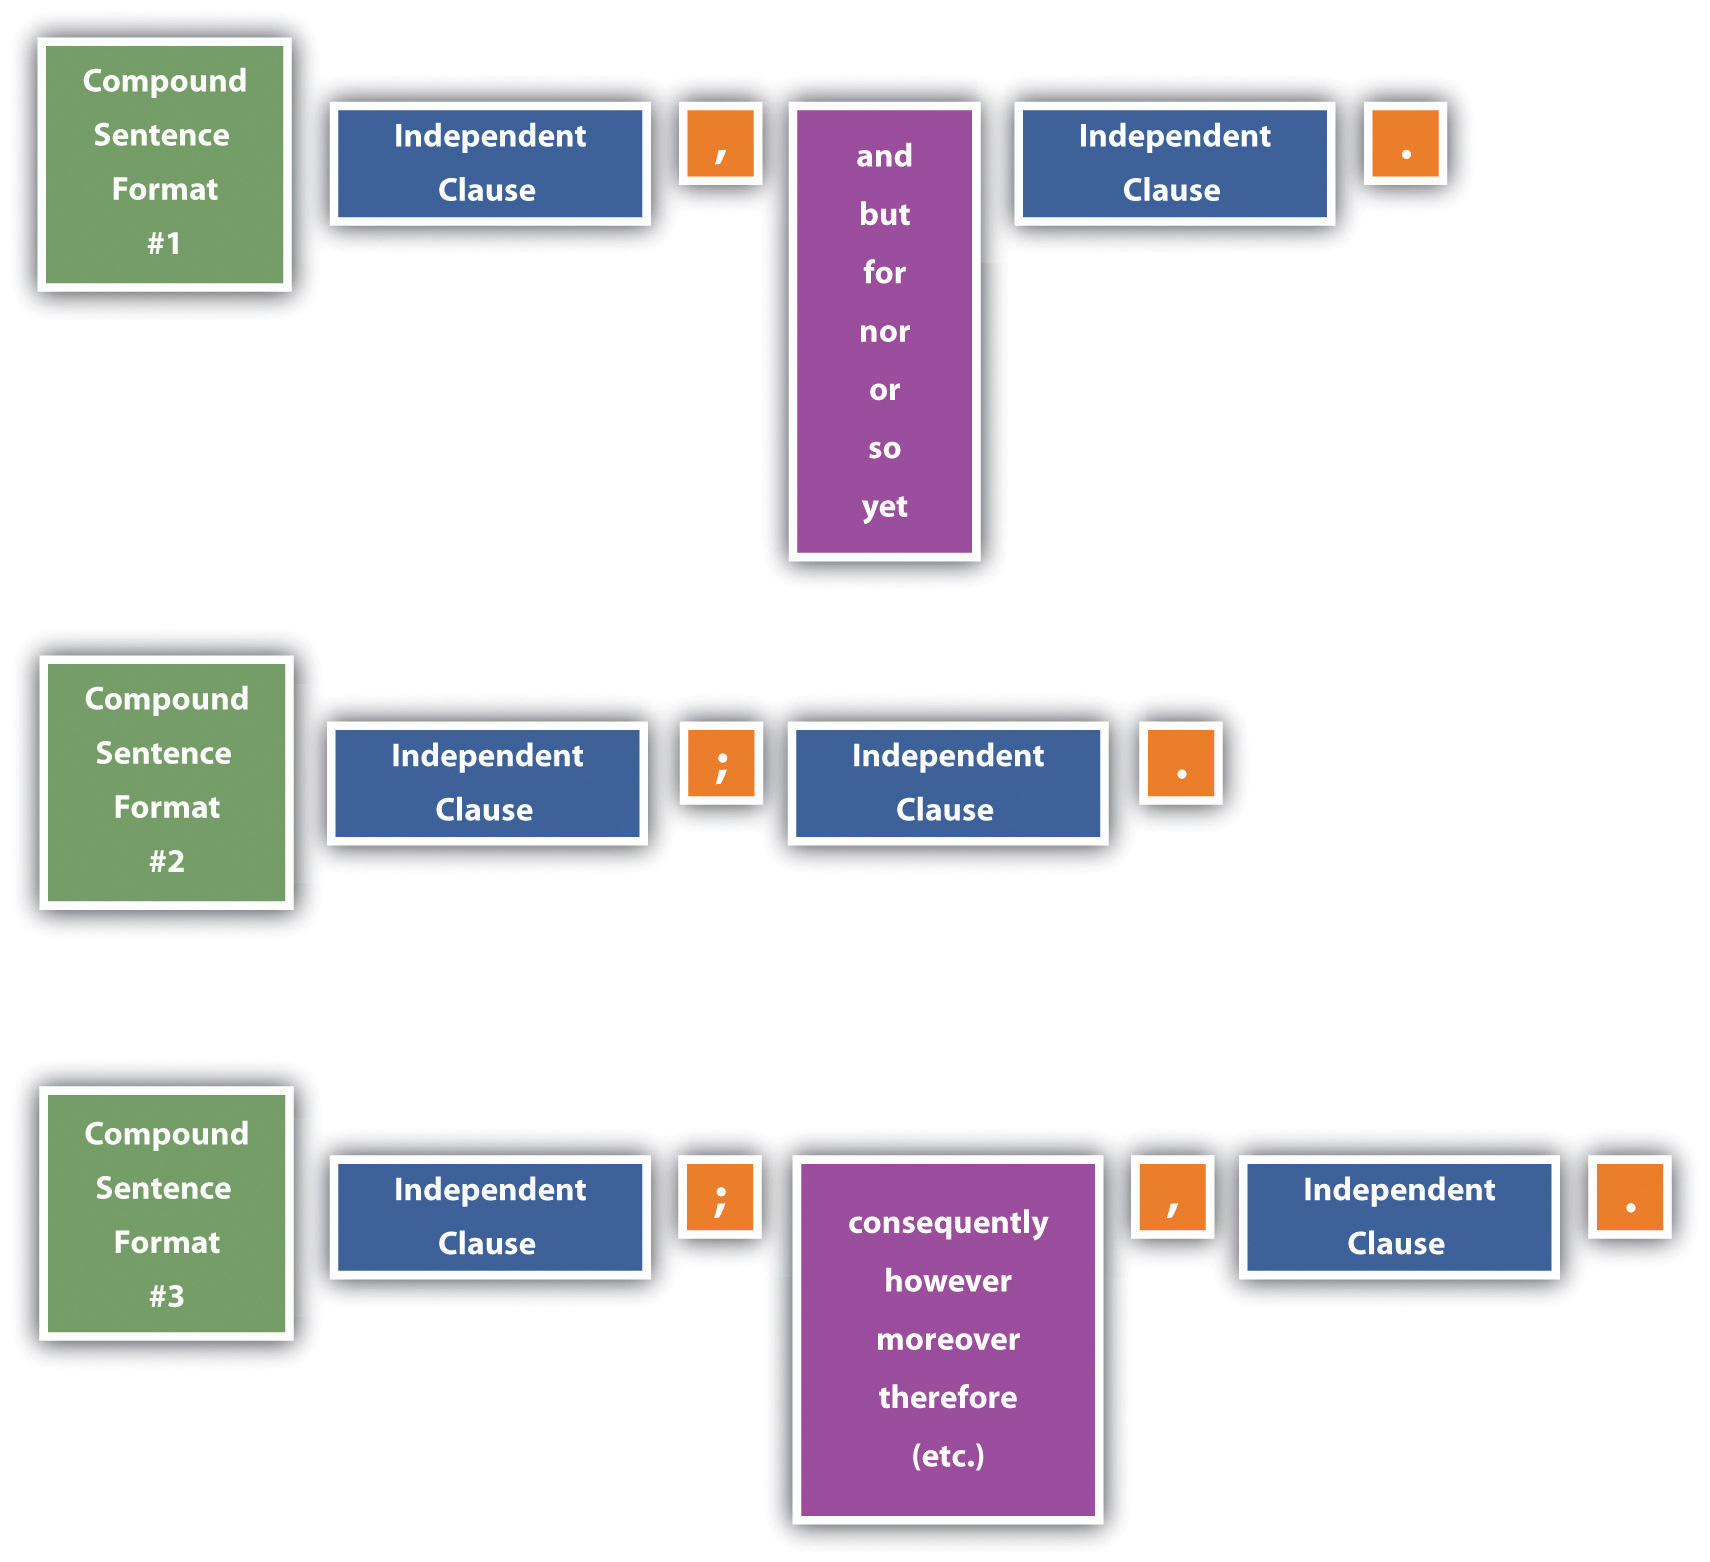 Compound
Sentence
Format
#1
Independent
Clause
,
and
but
for
nor
or
so
yet
Independent
Clause
.
Compound
Sentence
Format
#2
Independent
Clause
;
Independent
Clause
.
Compound
Sentence
Format
#3
Independent
Clause
;
consequently
however
moreover
therefore
(etc.)
,
Independent
Clause
.